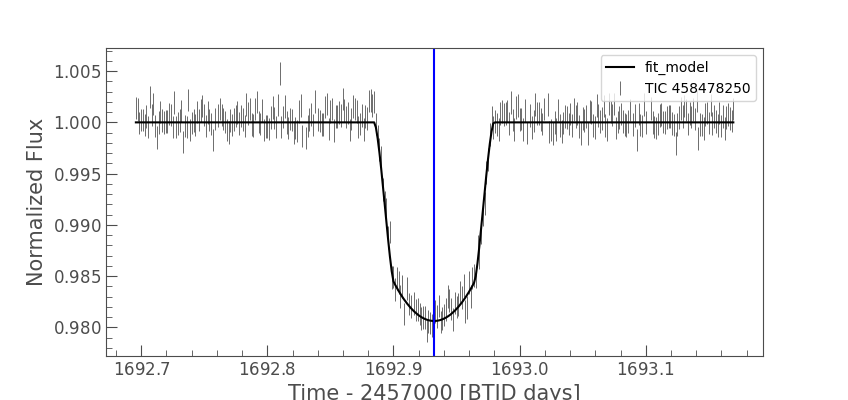 fit_model
TIC 458478250
1.005
1.000
0.995
0.990
0.985
0.980
Normalized Flux
1692.7 1692.8 1692.9 1693.0 1693.1
Time - 2457000 [BTJD days]